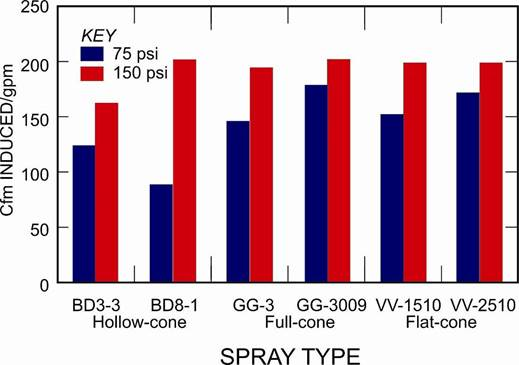 250
200
150
100
50
0
Cfm INDUCED/gpm
KEY
75 psi
150 psi
BD3-3 BD8-1 GG-3 GG-3009 VV-1510 VV-2510
Hollow-cone Full-cone Flat-cone
SPRAY TYPE